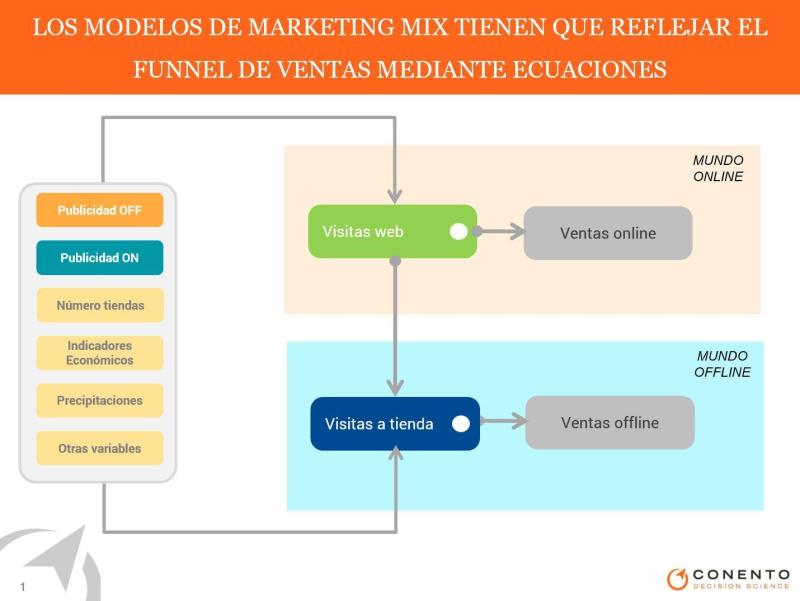 LOS MODELOS DE MARKETING MIX TIENEN QUE REFLEJAR EL
FUNNEL DE VENTAS MEDIANTE ECUACIONES
MUNDO
ONLINE
Publicidad OFF
Publicidad ON
Número tiendas
Indicadores
Económicos
Precipitaciones
Otras variables
Visitas web
Ventas online
MUNDO
OFFLINE
Visitas a tienda
Ventas offline
1
CONENTO
DECISION SCIENCE